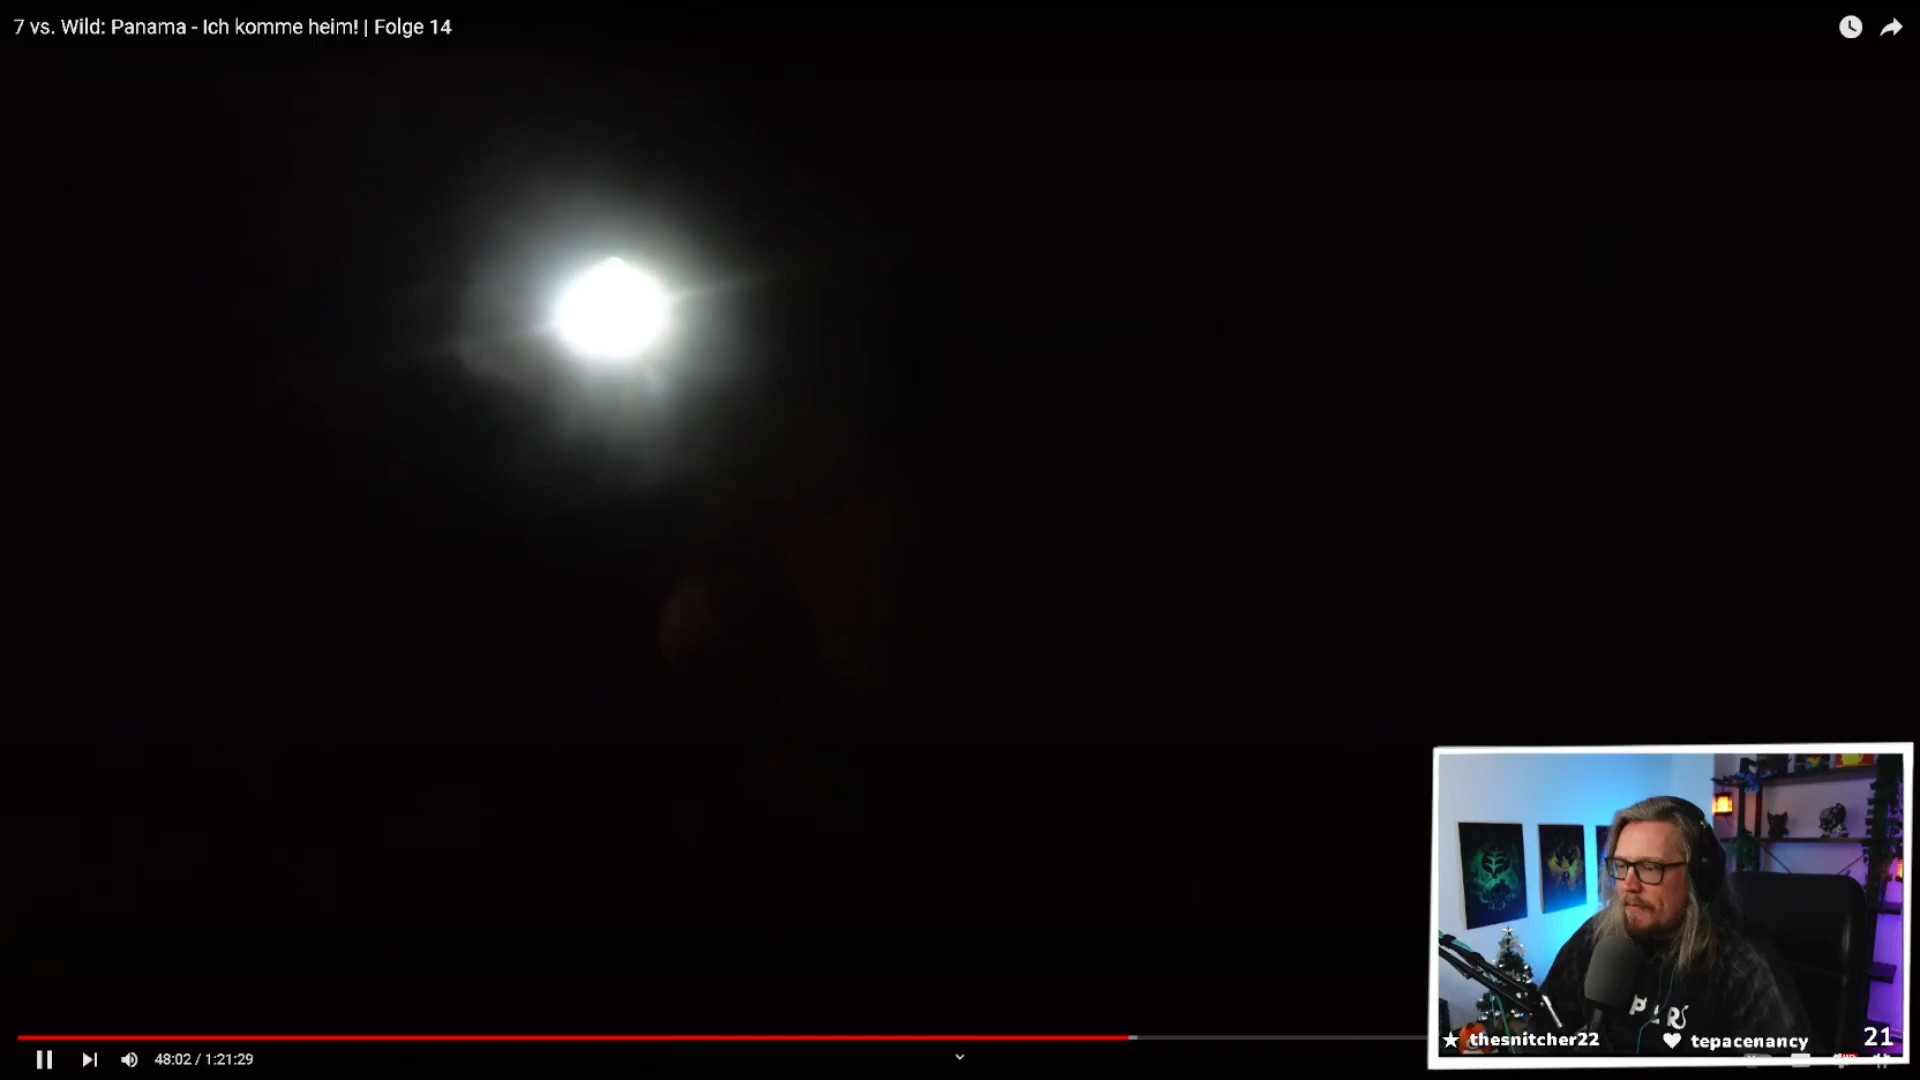 7 vs. Wild: Panama - Ich komme heim! | Folge 14
48:02 / 1:21:29
thesnitcher22
tepacenancy
21